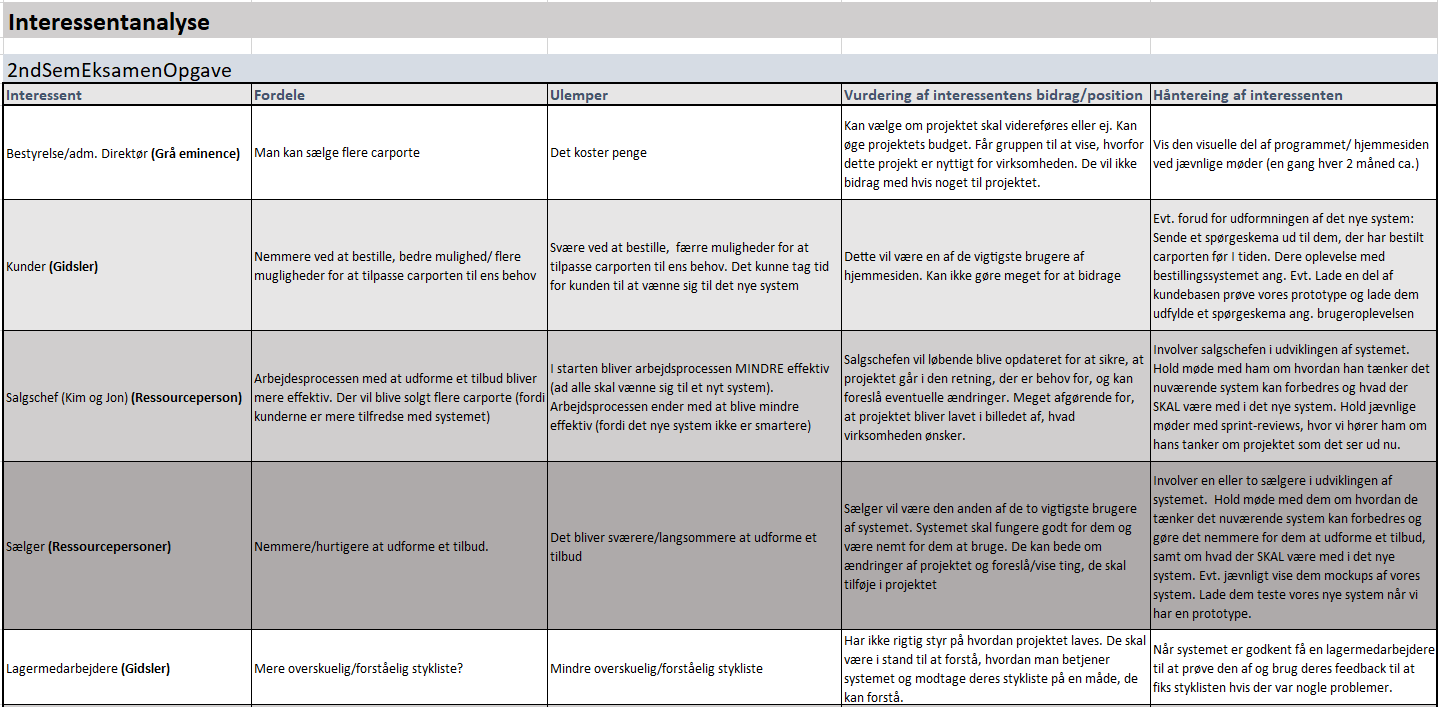 Interessentanalyse
2ndSemEksamenOpgave
Interessent
Fordele
Ulemper
Vurdering af interessentens bidrag/position
Håntereing af interessenten
Bestyrelse/adm. Direktør (Grå eminence)
Man kan sælge flere carporte
Det koster penge
Kan vælge om projektet skal videreføres eller ej. Kan
øge projektets budget. Får gruppen til at vise, hvorfor
dette projekt er nyttigt for virksomheden. De vil ikke
bidrag med hvis noget til projektet.
Vis den visuelle del af programmet/ hjemmesiden
ved jævnlige møder (en gang hver 2 måned ca.)
Kunder (Gidsler)
Nemmere ved at bestille, bedre mulighed/ flere
mugligheder for at tilpasse carporten til ens behov
Svære ved at bestille,  færre muligheder for at
tilpasse carporten til ens behov. Det kunne tag tid
for kunden til at vænne sig til det nye system
Dette vil være en af de vigtigste brugere af
hjemmesiden. Kan ikke gøre meget for at bidrage
Evt. forud for udformningen af det nye system:
Sende et spørgeskema ud til dem, der har bestilt
carporten før I tiden. Dere oplevelse med
bestillingssystemet ang. Evt. Lade en del af
kundebasen prøve vores prototype og lade dem
udfylde et spørgeskema ang. brugeroplevelsen
Salgschef (Kim og Jon) (Ressourceperson)
Arbejdesprocessen med at udforme et tilbud bliver
mere effektiv. Der vil blive solgt flere carporte (fordi
kunderne er mere tilfredse med systemet)
I starten bliver arbejdsprocessen MINDRE effektiv
(ad alle skal vænne sig til et nyt system).
Arbejdsprocessen ender med at blive mindre
effektiv (fordi det nye system ikke er smartere)
Salgschefen vil løbende blive opdateret for at sikre, at
projektet går i den retning, der er behov for, og kan
foreslå eventuelle ændringer. Meget afgørende for,
at projektet bliver lavet i billedet af, hvad
virksomheden ønsker.
Involver salgschefen i udviklingen af systemet.
Hold møde med ham om hvordan han tænker det
nuværende system kan forbedres og hvad der
SKAL være med i det nye system. Hold jævnlige
møder med sprint-reviews, hvor vi hører ham om
hans tanker om projektet som det ser ud nu.
Sælger (Ressourcepersoner)
Nemmere/hurtigere at udforme et tilbud.
Det bliver sværere/langsommere at udforme et
tilbud
Sælger vil være den anden af de to vigtigste brugere
af systemet. Systemet skal fungere godt for dem og
være nemt for dem at bruge. De kan bede om
ændringer af projektet og foreslå/vise ting, de skal
tilføje i projektet
Involver en eller to sælgere i udviklingen af
systemet.  Hold møde med dem om hvordan de
tænker det nuværende system kan forbedres og
gøre det nemmere for dem at udforme et tilbud,
samt om hvad der SKAL være med i det nye
system. Evt. jævnligt vise dem mockups af vores
system. Lade dem teste vores nye system når vi
har en prototype.
Lagermedarbejdere (Gidsler)
Mere overskuelig/forståelig stykliste?
Mindre overskuelig/forståelig stykliste
Har ikke rigtig styr på hvordan projektet laves. De skal
være i stand til at forstå, hvordan man betjener
systemet og modtage deres stykliste på en måde, de
kan forstå.
Når systemet er godkent få en lagermedarbejdere
til at prøve den af og brug deres feedback til at
fiks styklisten hvis der var nogle problemer.